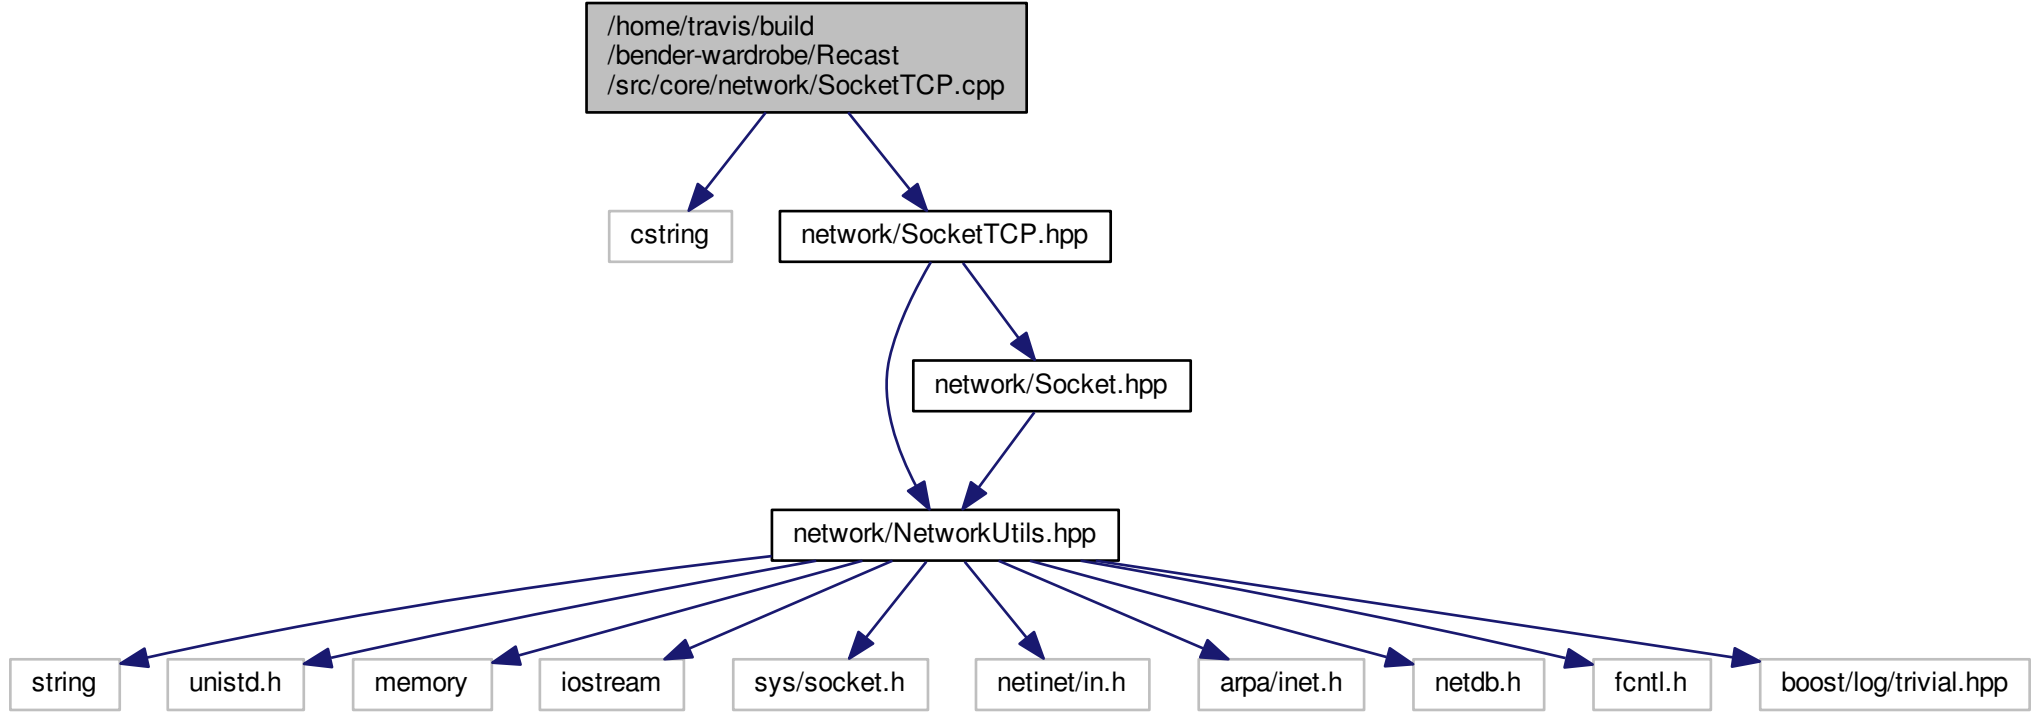 /home/travis/build
/bender-wardrobe/Recast
/src/core/network/SocketTCP.cpp
cstring
network/SocketTCP.hpp
network/Socket.hpp
network/NetworkUtils.hpp
string
unistd.h
memory
iostream
sys/socket.h
netinet/in.h
arpa/inet.h
netdb.h
fcntl.h
boost/log/trivial.hpp